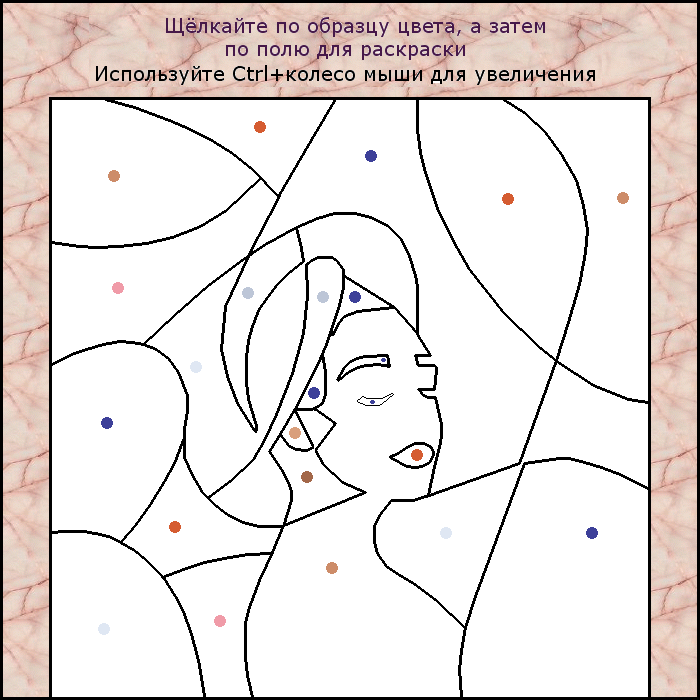 Щёлкайте по образцу цвета, а затем
по полю для раскраски
Используйте Ctrl+колесо мыши для увеличения